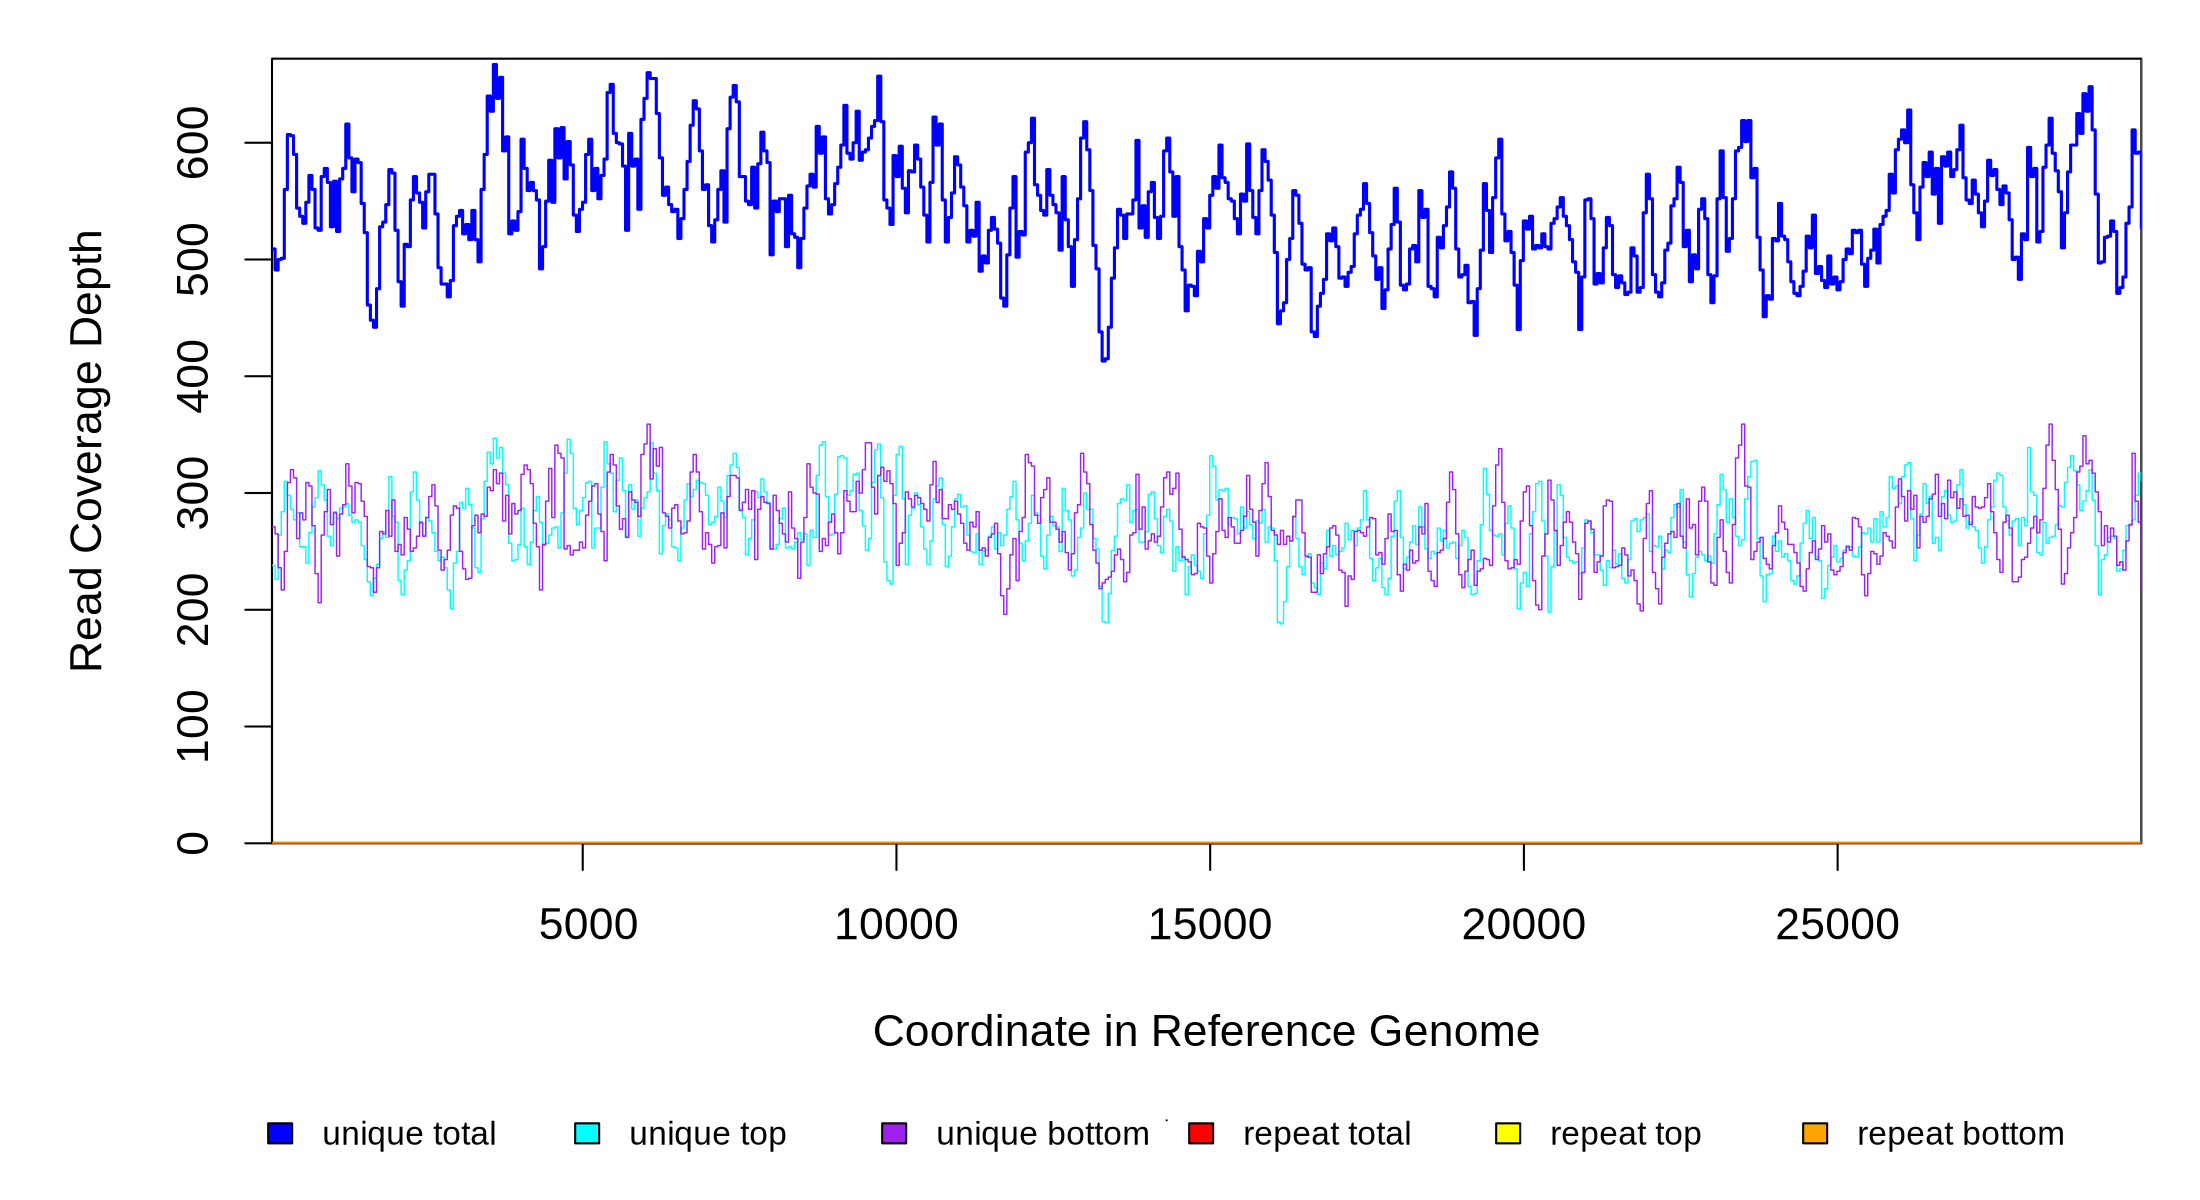 Read Coverage Depth
600
500
400
300
200
100
0
5000 10000 15000 20000 25000
Coordinate in Reference Genome
unique total unique top unique bottom repeat total repeat top repeat bottom